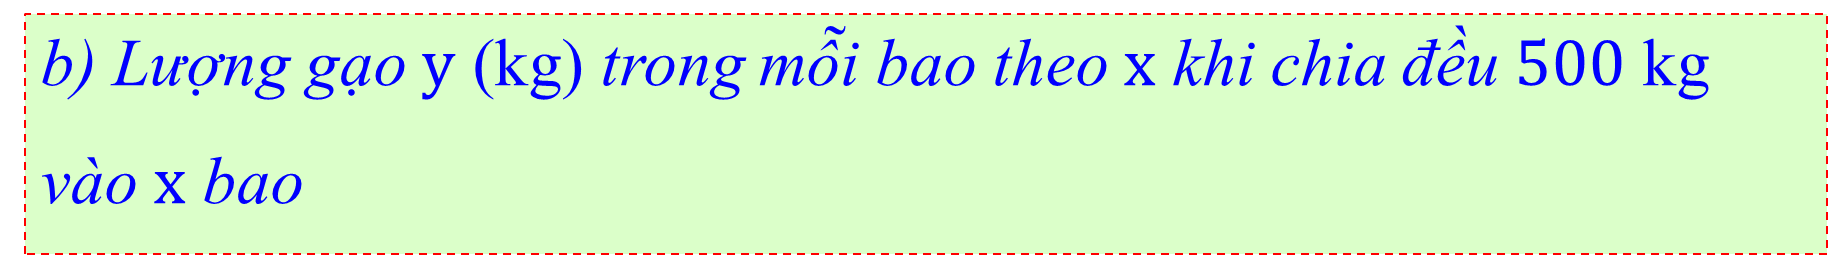 b) Lượng gạo y (kg) trong mỗi bao theo x khi chia đều 500 kg
vào x bao